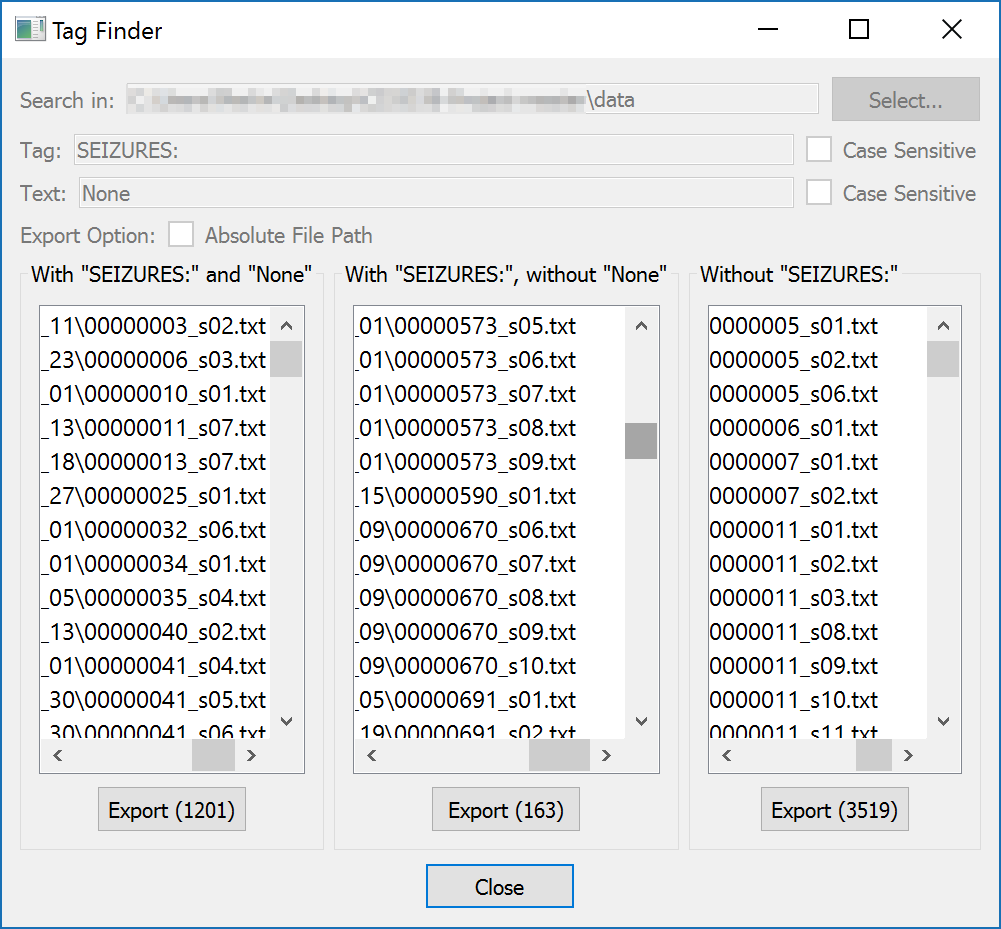 Tag Finder
Search in: \data Select...
Tag: SEIZURES: Case Sensitive
Text: None Case Sensitive
Export Option: Absolute File Path
With "SEIZURES:" and "None"
_11\00000003_s02.txt
_23\00000006_s03.txt
_01\00000010_s01.txt
_13\00000011_s07.txt
_18\00000013_s07.txt
_27\00000025_s01.txt
_01\00000032_s06.txt
_01\00000034_s01.txt
_05\00000035_s04.txt
_13\00000040_s02.txt
_01\00000041_s04.txt
_30\00000041_s05.txt
_30\00000041_s06.txt
Export (1201)
With "SEIZURES:", without "None"
_01\00000573_s05.txt
_01\00000573_s06.txt
_01\00000573_s07.txt
_01\00000573_s08.txt
_01\00000573_s09.txt
_15\00000590_s01.txt
_09\00000670_s06.txt
_09\00000670_s07.txt
_09\00000670_s08.txt
_09\00000670_s09.txt
_09\00000670_s10.txt
_05\00000691_s01.txt
_19\00000691_s02.txt
Export (163)
Without "SEIZURES:"
0000005_s01.txt
0000005_s02.txt
0000005_s06.txt
0000006_s01.txt
0000007_s01.txt
0000007_s02.txt
0000011_s01.txt
0000011_s02.txt
0000011_s03.txt
0000011_s08.txt
0000011_s09.txt
0000011_s10.txt
0000011_s11.txt
Export (3519)
Close